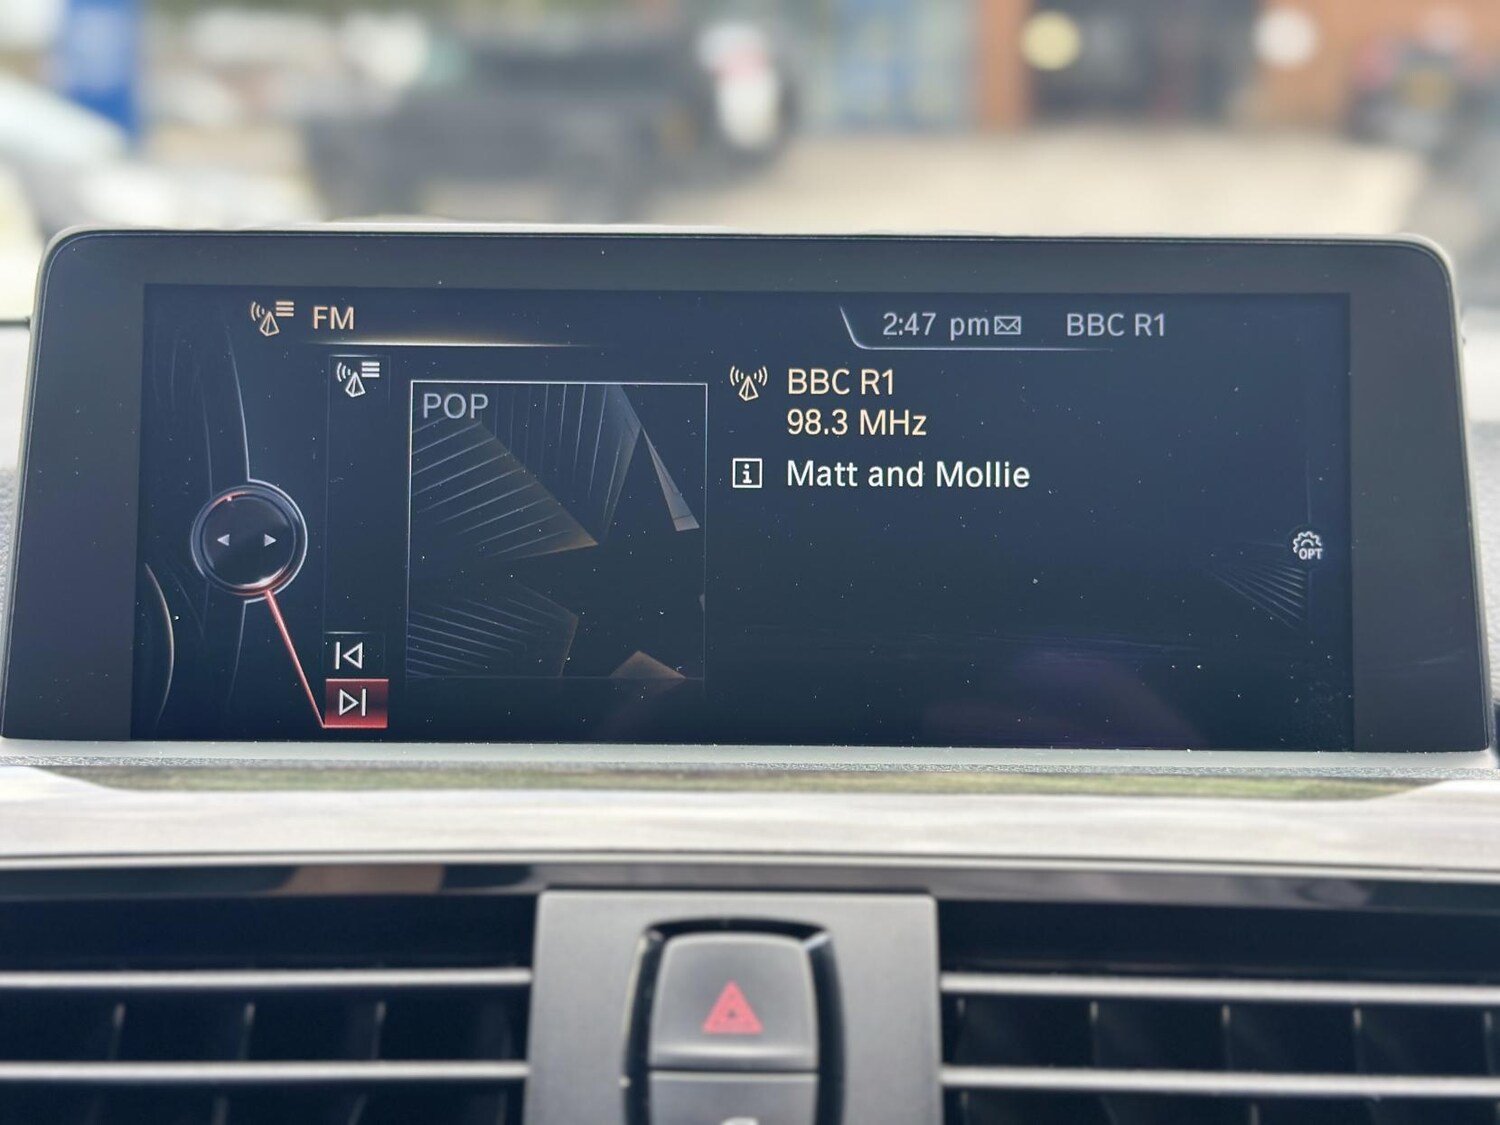 FM
2:47 pm BBC R1
POP
BBC R1
98.3 MHz
i Matt and Mollie
OPT